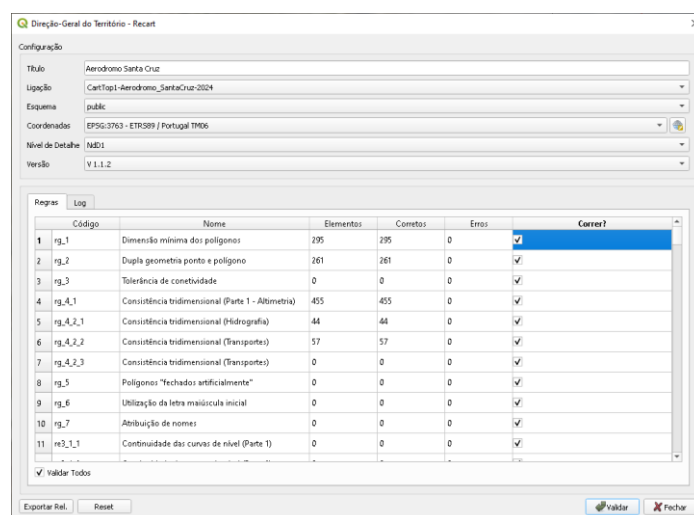 Direção-Geral do Território - Recart
Configuração
Título Aerodromo Santa Cruz
Ligação CartTop1-Aerodromo_SantaCruz-2024
Esquema public
Coordenadas EPSG:3763 - ETRS89 / Portugal TM06
Nível de Detalhe NdD1
Versão V 1.1.2
Regras Log
Código Nome Elementos Corretos Erros Correr?
1 rg_1 Dimensão mínima dos polígonos 295 295 0
2 rg_2 Dupla geometria ponto e polígono 261 261 0
3 rg_3 Tolerância de conetividade 0 0 0
4 rg_4_1 Consistência tridimensional (Parte 1 - Altimetria) 455 455 0
5 rg_4_2_1 Consistência tridimensional (Hidrografia) 44 44 0
6 rg_4_2_2 Consistência tridimensional (Transportes) 57 57 0
7 rg_4_2_3 Consistência tridimensional (Transportes) 0 0 0
8 rg_5 Polígonos "fechados artificialmente" 0 0 0
9 rg_6 Utilização da letra maiúscula inicial 0 0 0
10 rg_7 Atribuição de nomes 0 0 0
11 re3_1_1 Continuidade das curvas de nível (Parte 1) 0 0 0
Validar Todos
Exportar Rel. Reset Validar Fechar